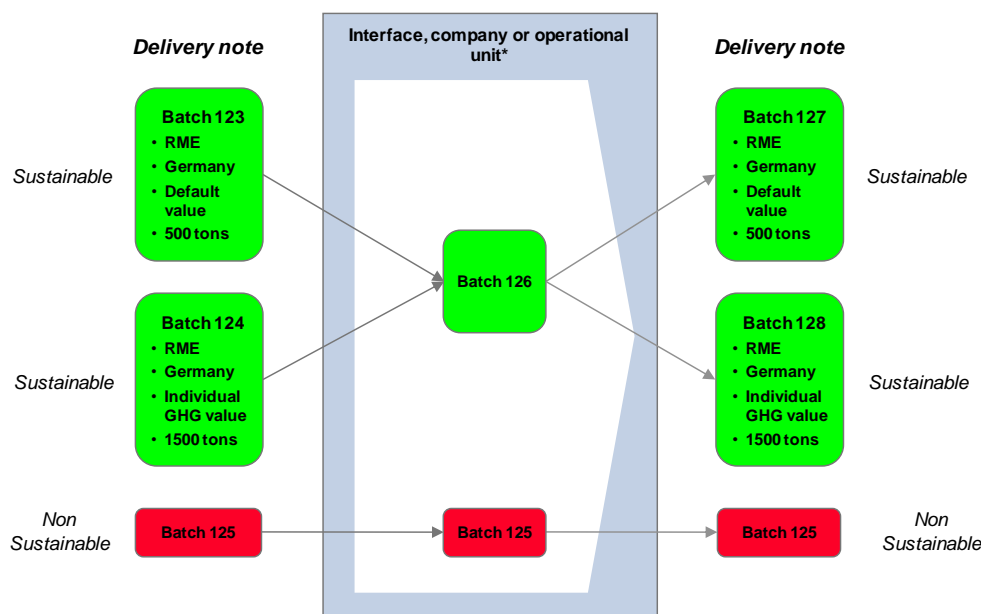 Delivery note
Interface, company or operational
unit*
Delivery note
Sustainable
Batch 123
• RME
• Germany
• Default
value
• 500 tons
Batch 126
Batch 127
• RME
• Germany
• Default
value
• 500 tons
Sustainable
Sustainable
Batch 124
• RME
• Germany
• Individual
GHG value
• 1500 tons
Batch 128
• RME
• Germany
• Individual
GHG value
• 1500 tons
Sustainable
Non
Sustainable
Batch 125
Batch 125
Batch 125
Non
Sustainable